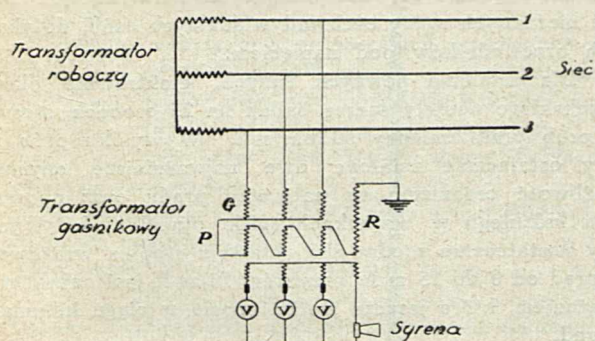 1
Transformator
roboczy
2
Sieć
3
G
Transformator
gaśnikowy
P
R
V V V
Syrena